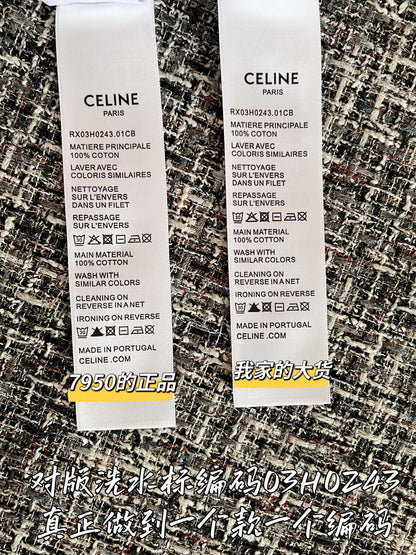 CELINE
PARIS
RX03H0243.01CB
MATIERE PRINCIPALE
100% COTON
LAVER AVEC
COLORIS SIMILAIRES
NETTOYAGE
SUR L'ENVERS
DANS UN FILET
REPASSAGE
SUR L'ENVERS
MAIN MATERIAL
100% COTTON
WASH WITH
SIMILAR COLORS
CLEANING ON
REVERSE IN A NET
IRONING ON REVERSE
MADE IN PORTUGAL
CELINE .COM
7950的正品
CELINE
PARIS
RX03H0243.01CB
MATIERE PRINCIPALE
100% COTON
LAVER AVEC
COLORIS SIMILAIRES
NETTOYAGE
SUR L'ENVERS
DANS UN FILET
REPASSAGE
SUR L'ENVERS
MAIN MATERIAL
100% COTTON
WASH WITH
SIMILAR COLORS
CLEANING ON
REVERSE IN A NET
IRONING ON REVERSE
MADE IN PORTUGAL
CELINE .COM
我家的大货
对版洗水标编码03H0243
真正做到一个款一个编码